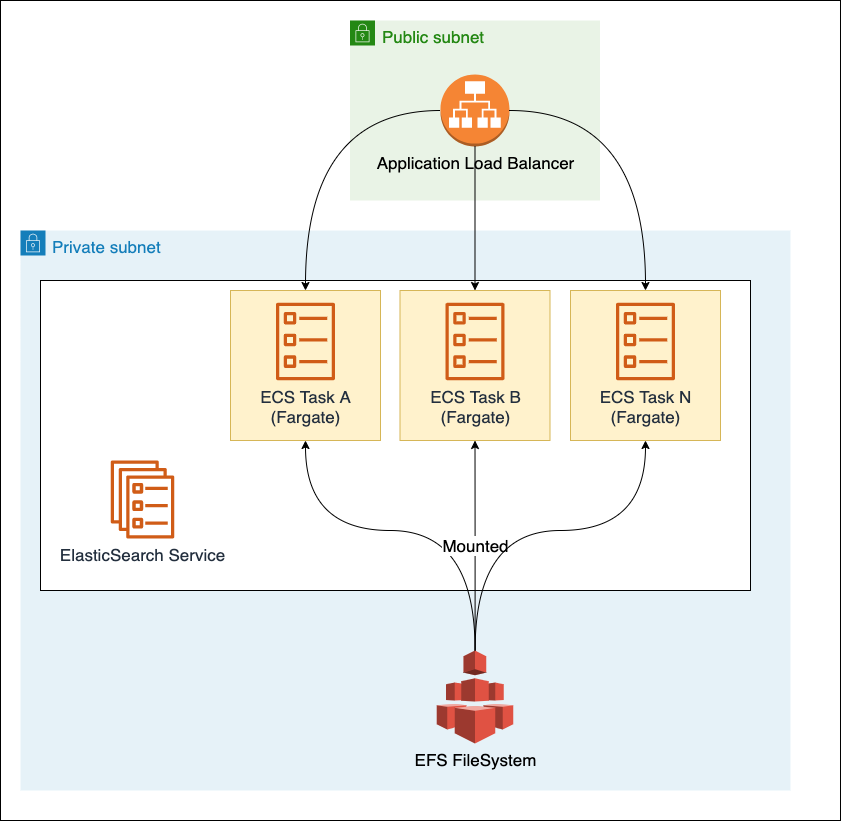 Public subnet
Application Load Balancer
Private subnet
ECS Task A
(Fargate)
ECS Task B
(Fargate)
ECS Task N
(Fargate)
ElasticSearch Service
Mounted
EFS FileSystem